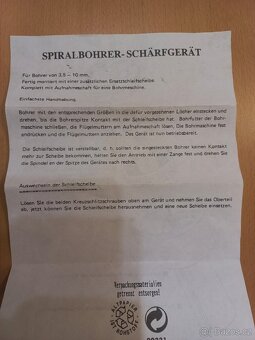 SPIRALBOHRER-SCHÄRFGERÄT
Für Bohrer von 3,5 - 10 mm.
Fertig montiert mit einer zusätzlichen Ersatzschleifscheibe.
Komplett mit Aufnahmeschaft für eine Bohrmaschine.
Einfachste Handhabung.
Bohrer mit den entsprechenden Größen in die dafür vorgesehenen Löcher einstecken und
drehen, bis die Bohrerspitze Kontakt mit der Schleifscheibe hat. Bohrfutter der Bohr-
maschine schließen, die Flügelmuttern am Aufnahmeschaft lösen. Die Bohrmaschine fest
andrücken und die Flügelmuttern anziehen. Das Gerät ist nun betriebsbereit.
Die Schleifscheibe ist verstellbar, d. h. sollten die eingesteckten Bohrer keinen Kontakt
mehr zur Scheibe bekommen, halten Sie den Antrieb mit einer Zange fest und drehen Sie
die Spindel an der Spitze des Gerätes nach rechts.
Auswechseln der Schleifscheibe
Lösen Sie die beiden Kreuzschlitzschrauben oben am Gerät und nehmen Sie das Oberteil
ab, jetzt können Sie die Schleifscheibe herausnehmen und eine neue Scheibe einsetzen.
Verpackungsmaterialien
getrennt entsorgen!
ALTPAPIER
IST ROHSTOFF